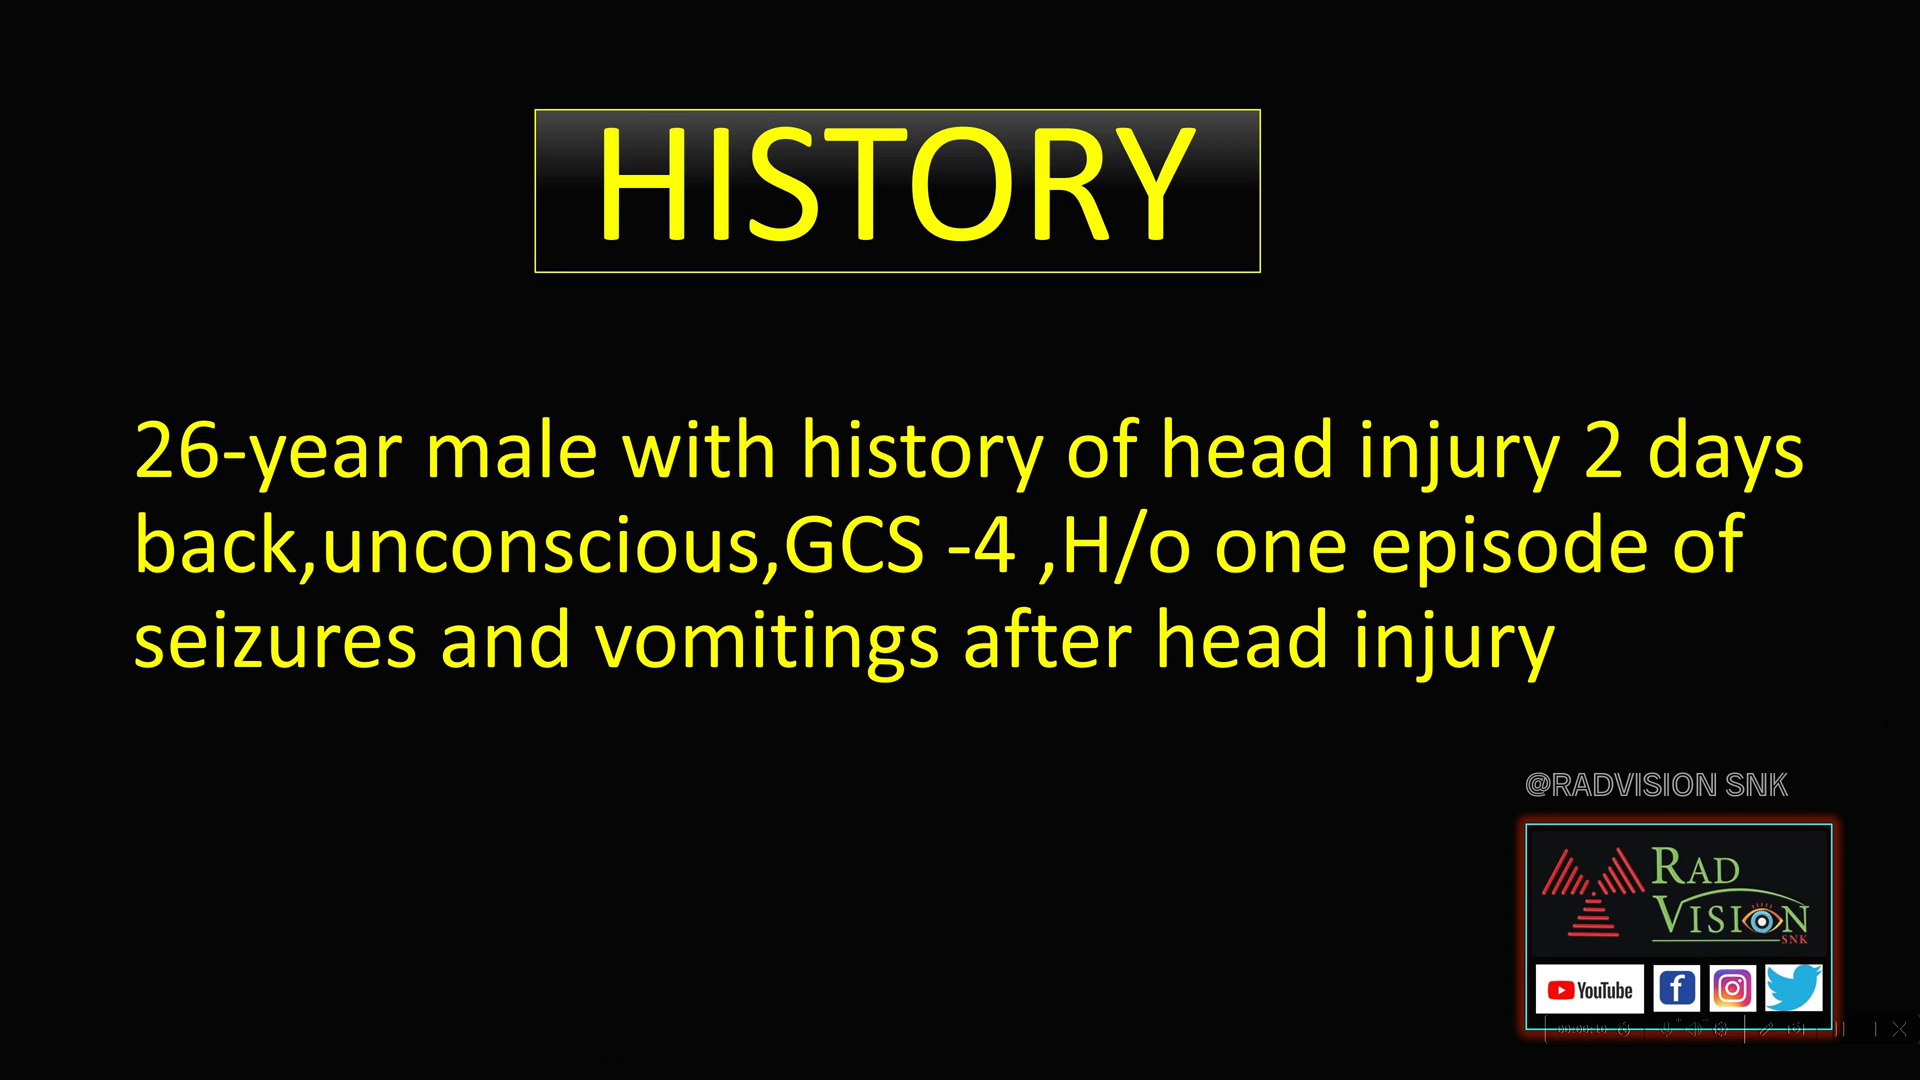 HISTORY
26-year male with history of head injury 2 days
back,unconscious,GCS -4 ,H/o one episode of
seizures and vomitings after head injury
@RADVISION SNK
RAD
VISION
SNK
YouTube